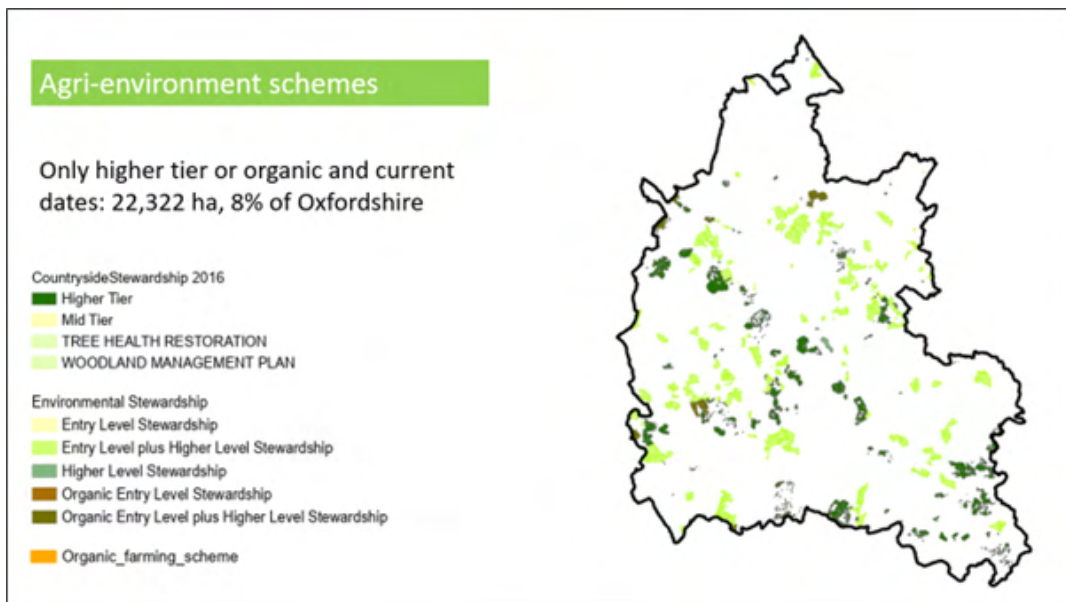 Agri-environment schemes
Only higher tier or organic and current
dates: 22,322 ha, 8% of Oxfordshire
CountrysideStewardship 2016
Higher Tier
Mid Tier
TREE HEALTH RESTORATION
WOODLAND MANAGEMENT PLAN
Environmental Stewardship
Entry Level Stewardship
Entry Level plus Higher Level Stewardship
Higher Level Stewardship
Organic Entry Level Stewardship
Organic Entry Level plus Higher Level Stewardship
Organic_farming_scheme